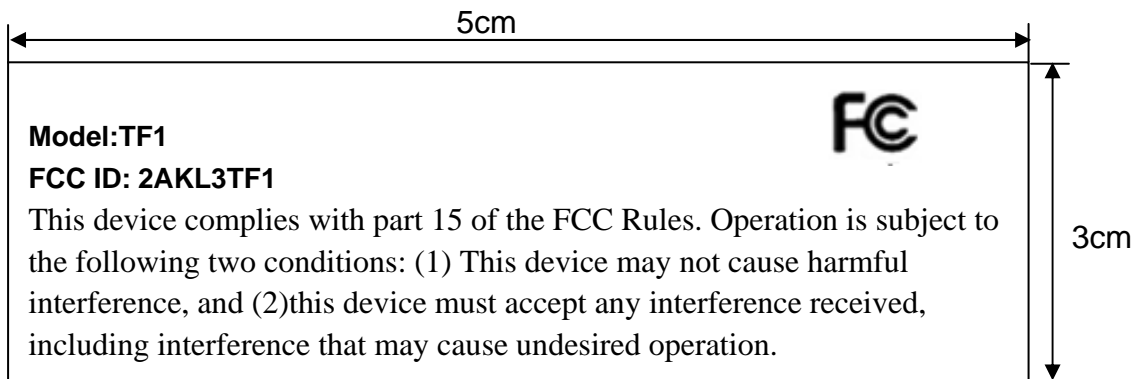 5cm
FC
Model:TF1
FCC ID: 2AKL3TF1
This device complies with part 15 of the FCC Rules. Operation is subject to
the following two conditions: (1) This device may not cause harmful
interference, and (2)this device must accept any interference received,
including interference that may cause undesired operation.
3cm